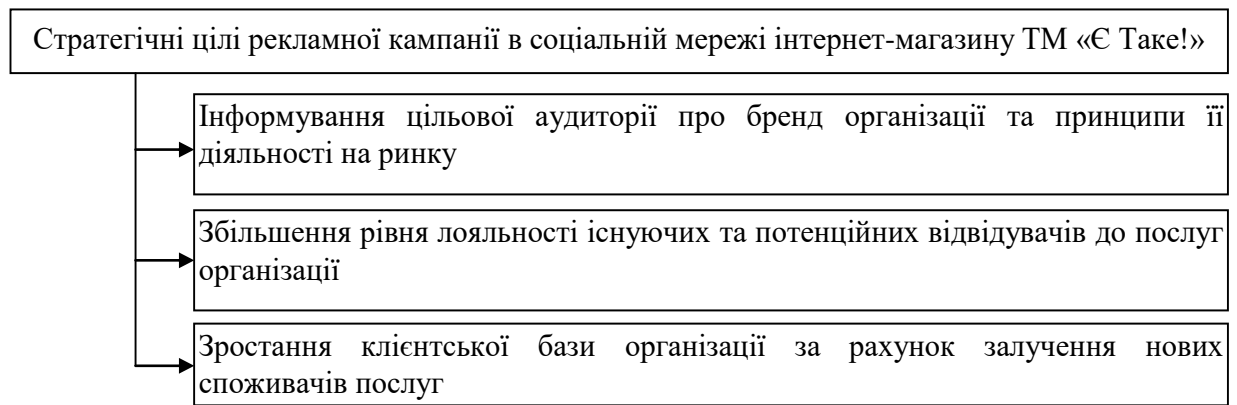 Стратегічні цілі рекламної кампанії в соціальній мережі інтернет-магазину ТМ «Є Таке!»
Інформування цільової аудиторії про бренд організації та принципи її
діяльності на ринку
Збільшення рівня лояльності існуючих та потенційних відвідувачів до послуг
організації
Зростання клієнтської бази організації за рахунок залучення нових
споживачів послуг